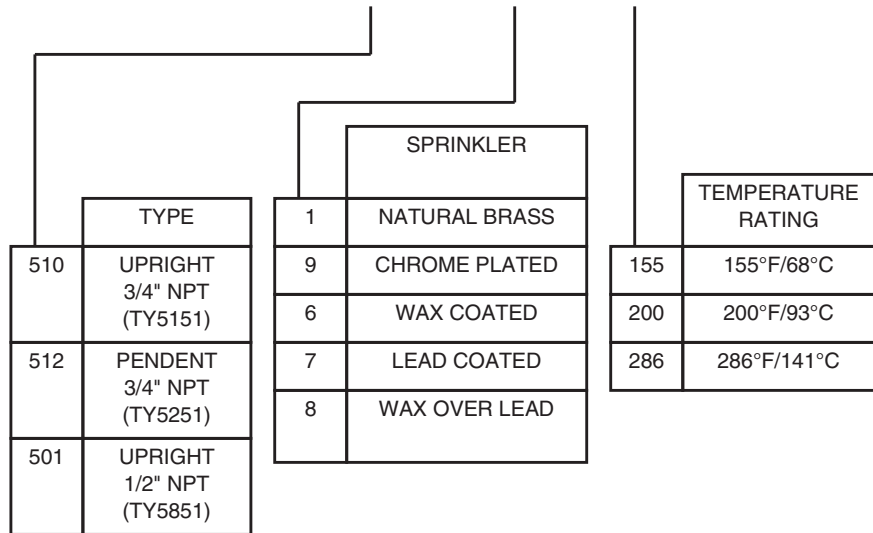 TYPE
510
UPRIGHT
3/4" NPT
(TY5151)
512
PENDENT
3/4" NPT
(TY5251)
501
UPRIGHT
1/2" NPT
(TY5851)
SPRINKLER
1 NATURAL BRASS
9 CHROME PLATED
6 WAX COATED
7 LEAD COATED
8 WAX OVER LEAD
TEMPERATURE
RATING
155 155°F/68°C
200 200°F/93°C
286 286°F/141°C